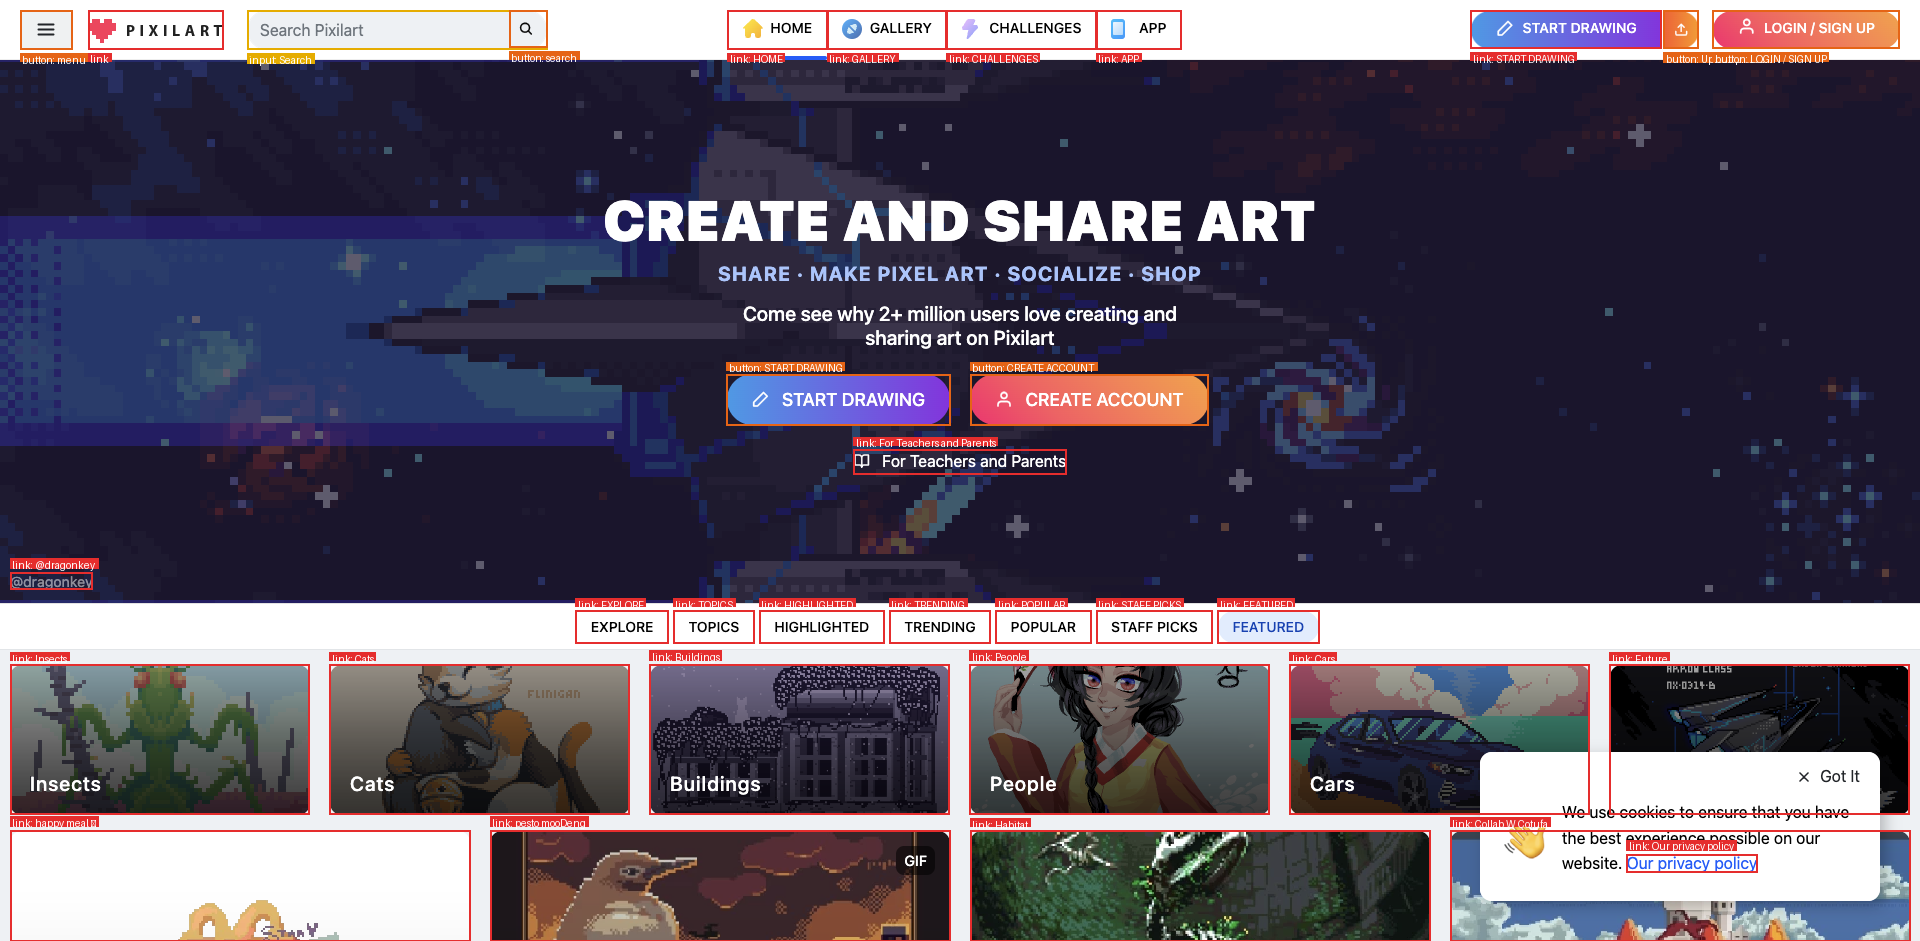 PIXILART
Search Pixilart
HOME
GALLERY
CHALLENGES
APP
START DRAWING
LOGIN / SIGN UP
button: menu
link
input: Search
button: search
link: HOME
link: GALLERY
link: CHALLENGES
link: APP
link: START DRAWING
button: Up
button: LOGIN / SIGN UP
CREATE AND SHARE ART
SHARE · MAKE PIXEL ART · SOCIALIZE · SHOP
Come see why 2+ million users love creating and
sharing art on Pixilart
button: START DRAWING
button: CREATE ACCOUNT
START DRAWING
CREATE ACCOUNT
link: For Teachers and Parents
For Teachers and Parents
link: @dragonkey
@dragonkey
link: EXPLORE
link: TOPICS
link: HIGHLIGHTED
link: TRENDING
link: POPULAR
link: STAFF PICKS
link: FEATURED
EXPLORE
TOPICS
HIGHLIGHTED
TRENDING
POPULAR
STAFF PICKS
FEATURED
link: Insects
link: Cats
link: Buildings
link: People
link: Cars
link: Future
FLINIGAN
ARROW CLASS
NX-0314-B
Insects
Cats
Buildings
People
Cars
Got It
We use cookies to ensure that you have
the best experience possible on our
website. Our privacy policy
link: Our privacy policy
link: happy meal
link: pesto mooDeng
link: Habitat
link: Collab W Cotufa
GIF